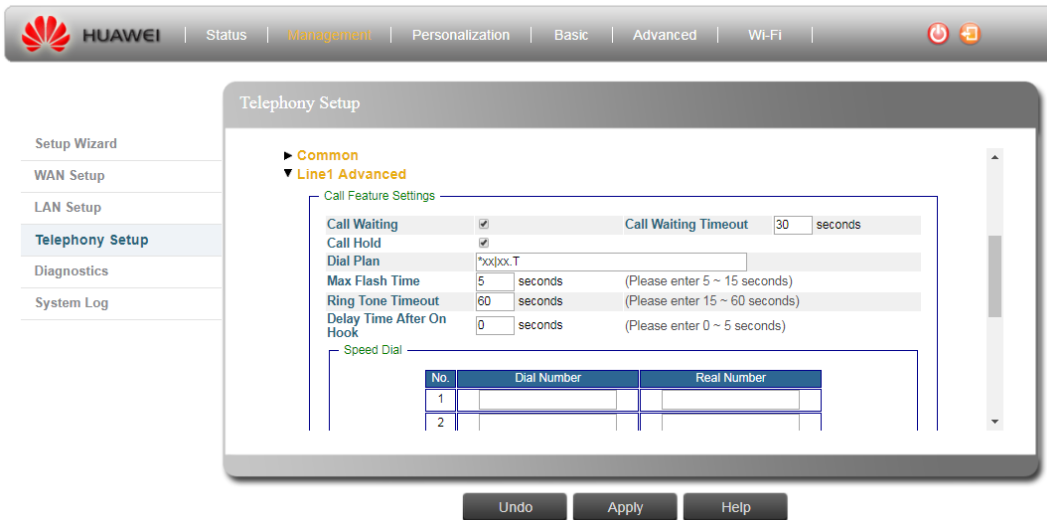 HUAWEI | Status | Management | Personalization | Basic | Advanced | Wi-Fi |
Telephony Setup
Setup Wizard
WAN Setup
LAN Setup
Telephony Setup
Diagnostics
System Log
Common
Line1 Advanced
Call Feature Settings
Call Waiting Call Waiting Timeout 30 seconds
Call Hold
Dial Plan *xx|xx.T
Max Flash Time 5 seconds (Please enter 5 ~ 15 seconds)
Ring Tone Timeout 60 seconds (Please enter 15 ~ 60 seconds)
Delay Time After On
Hook 0 seconds (Please enter 0 ~ 5 seconds)
Speed Dial
No. Dial Number Real Number
1
2
Undo Apply Help